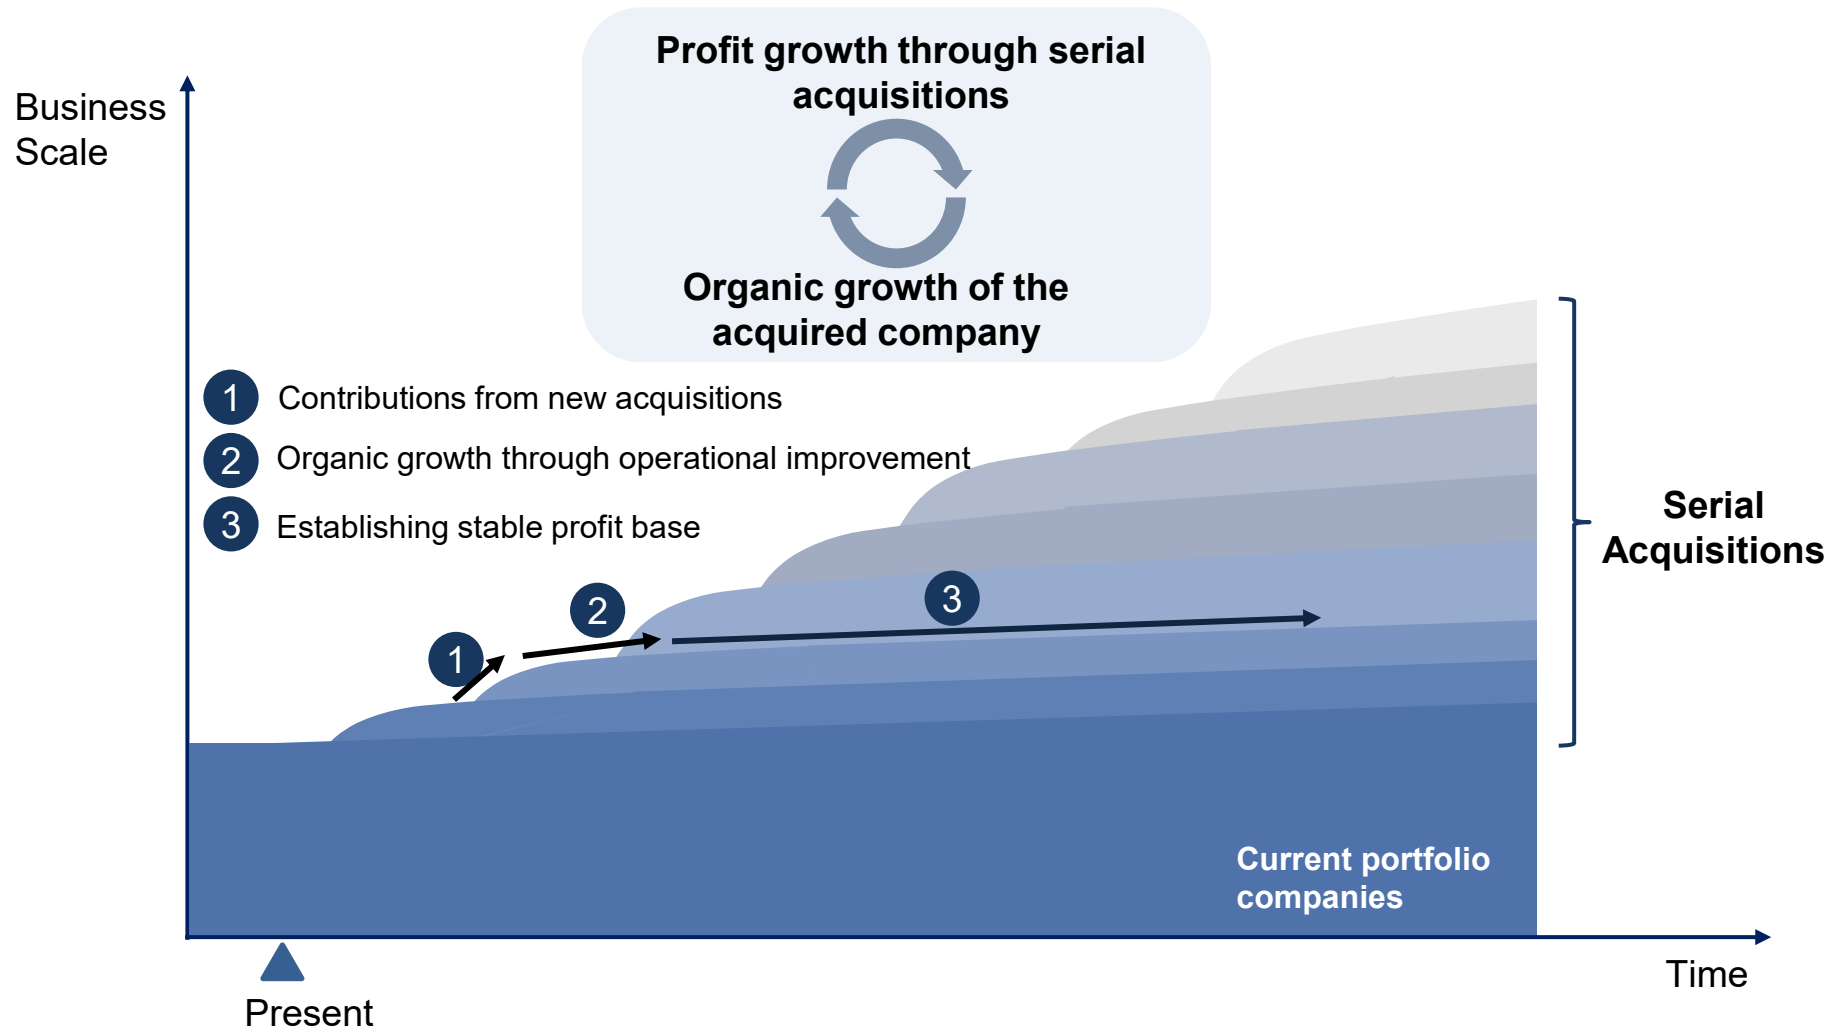 Profit growth through serial
acquisitions
Organic growth of the
acquired company
Business
Scale
1 Contributions from new acquisitions
2 Organic growth through operational improvement
3 Establishing stable profit base
1
2
3
Serial
Acquisitions
Current portfolio
companies
Time
Present